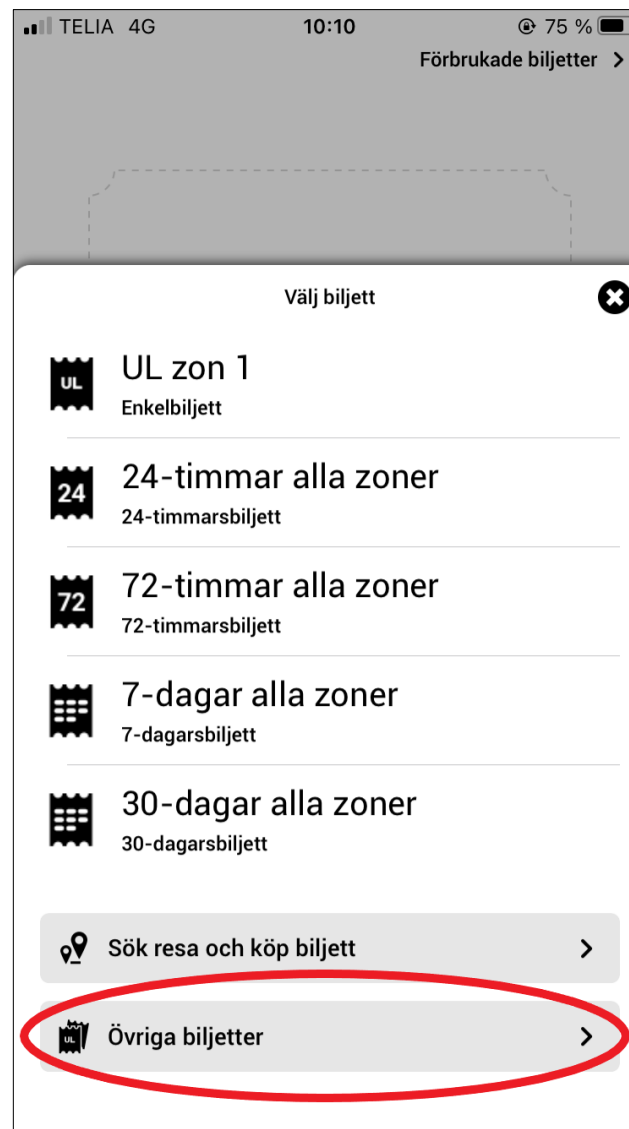 TELIA 4G 10:10 75 %
Förbrukade biljetter
Välj biljett
UL
UL zon 1
Enkelbiljett
24
24-timmar alla zoner
24-timmarsbiljett
72
72-timmar alla zoner
72-timmarsbiljett
7-dagar alla zoner
7-dagarsbiljett
30-dagar alla zoner
30-dagarsbiljett
Sök resa och köp biljett
UL
Övriga biljetter